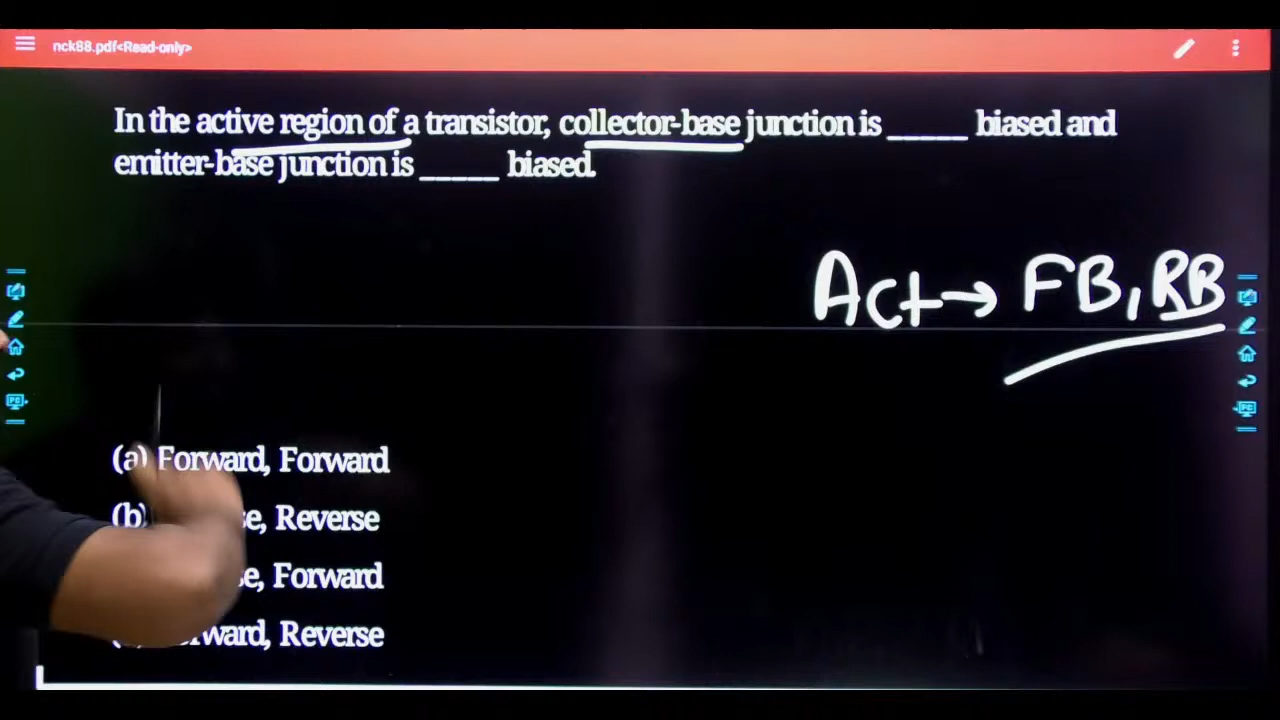 nck88.pdf<Read-only>
In the active region of a transistor, collector-base junction is _____ biased and
emitter-base junction is _____ biased.
Act→ FB, RB
(a) Forward, Forward
(b) Reverse
Forward
Reverse